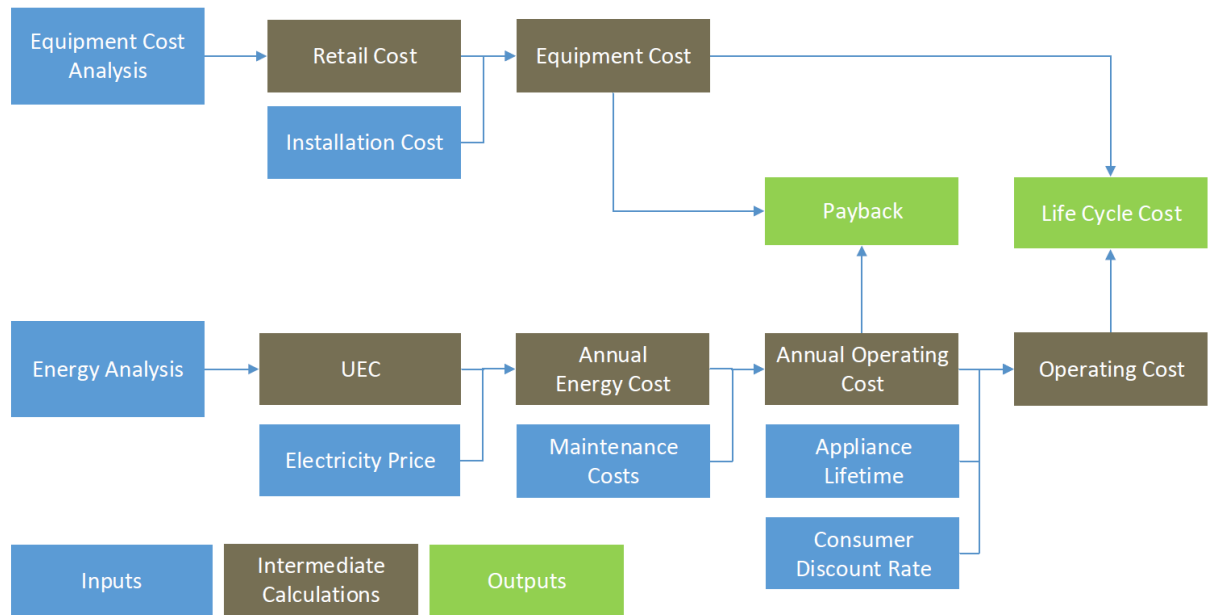 Equipment Cost
Analysis
Retail Cost
Equipment Cost
Installation Cost
Payback
Life Cycle Cost
Energy Analysis
UEC
Annual
Energy Cost
Annual Operating
Cost
Operating Cost
Electricity Price
Maintenance
Costs
Appliance
Lifetime
Consumer
Discount Rate
Inputs
Intermediate
Calculations
Outputs